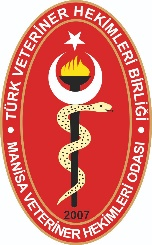 TÜRK VETERİNER HEKİMLERİ BİRLİĞİ
2007
MANİSA VETERİNER HEKİMLERİ ODASI